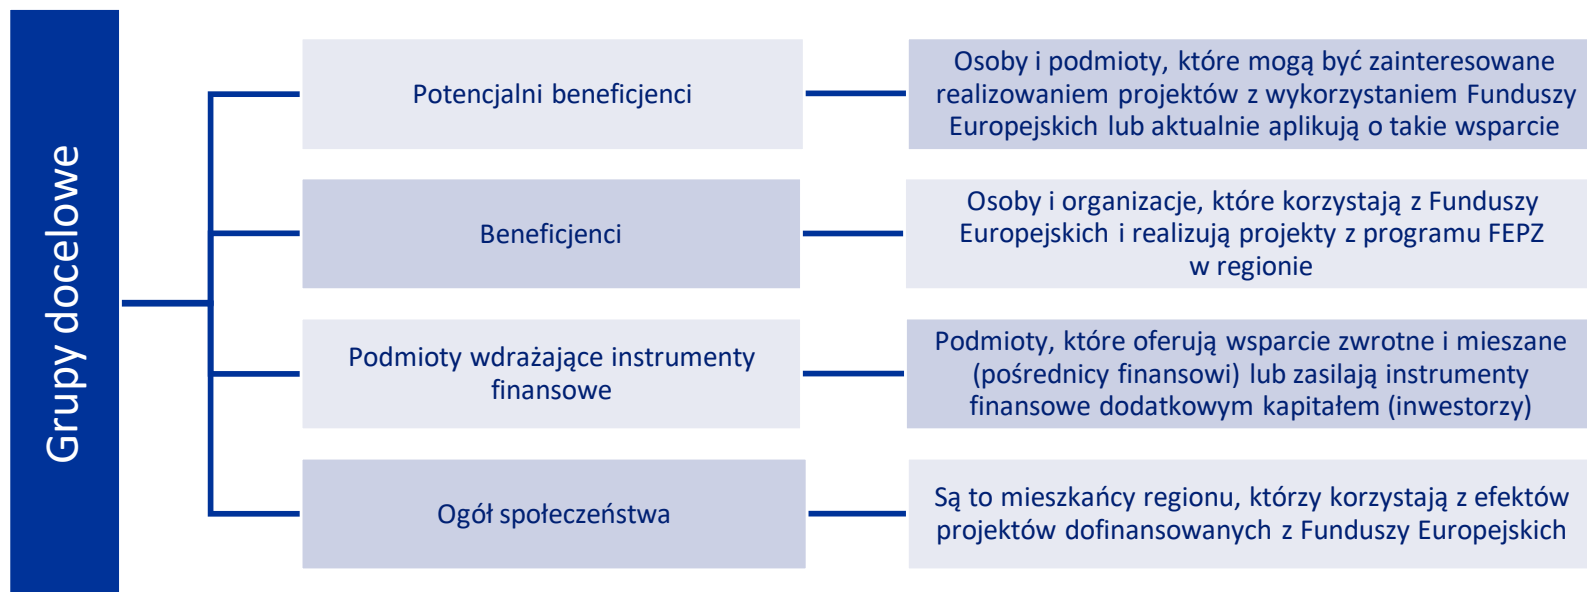 Grupy docelowe
Potencjalni beneficjenci
Osoby i podmioty, które mogą być zainteresowane
realizowaniem projektów z wykorzystaniem Funduszy
Europejskich lub aktualnie aplikują o takie wsparcie
Beneficjenci
Osoby i organizacje, które korzystają z Funduszy
Europejskich i realizują projekty z programu FEPZ
w regionie
Podmioty wdrażające instrumenty
finansowe
Podmioty, które oferują wsparcie zwrotne i mieszane
(pośrednicy finansowi) lub zasilają instrumenty
finansowe dodatkowym kapitałem (inwestorzy)
Ogół społeczeństwa
Są to mieszkańcy regionu, którzy korzystają z efektów
projektów dofinansowanych z Funduszy Europejskich